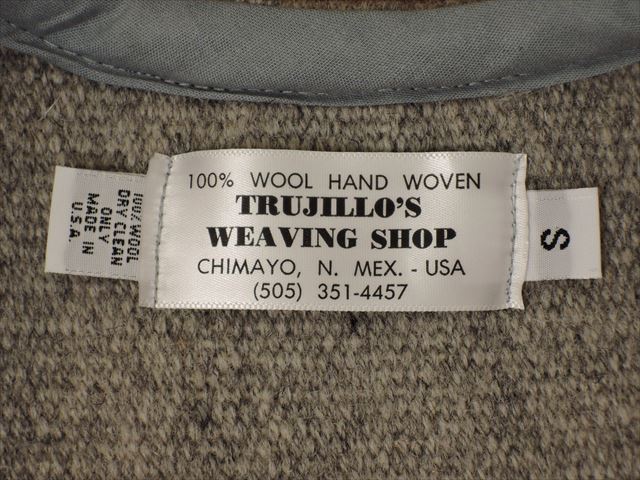 100% WOOL HAND WOVEN
TRUJILLO'S
WEAVING SHOP
CHIMAYO, N. MEX. - USA
(505) 351-4457
100% WOOL
DRY CLEAN
ONLY
MADE IN
U.S.A.
S